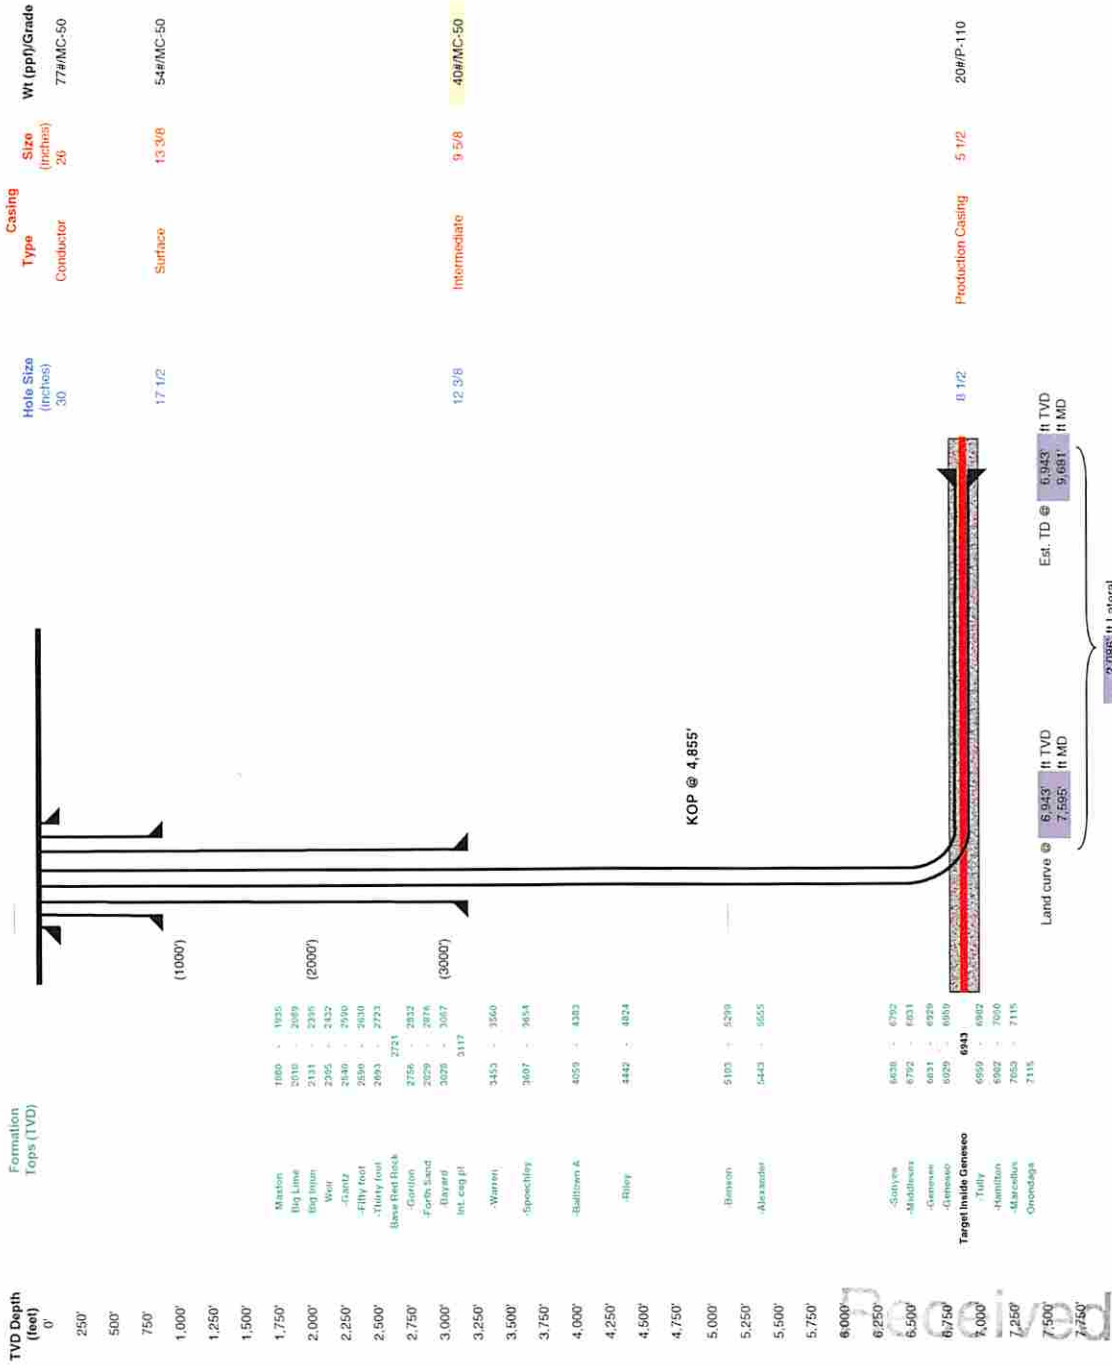 TVD Depth
(feet)
0'
250'
500'
750'
1,000'
1,250'
1,500'
1,750'
2,000'
2,250'
2,500'
2,750'
3,000'
3,250'
3,500'
3,750'
4,000'
4,250'
4,500'
4,750'
5,000'
5,250'
5,500'
5,750'
6,000'
6,250'
6,500'
6,750'
7,000'
7,250'
7,500'
7,750'
Received
Formation
Tops (TVD)
Maxton 1880 - 1935
Big Lime 2010 - 2089
Big Injun 2131 - 2395
Weir 2395 - 2432
-Gantz 2540 - 2590
-Fifty foot 2590 - 2630
-Thirty foot 2693 - 2723
Base Red Rock 2721
-Gordon 2756 - 2832
-Forth Sand - 2876
-Bayard - 3067
Int. csg pt 3117
-Warren 3453 - 3560
-Speechley 3607 - 3654
-Balltown A 4059 - 4383
-Riley 4442 - 4824
-Benson 5103 - 5299
-Alexander 5443 - 5555
-Sonyea - 6792
-Middlesex 6792 - 6831
-Genesee 6831 - 6929
-Geneseo 6929 - 6959
Target Inside Geneseo 6943
-Tully 6959 - 6982
-Hamilton 6982 -
-Marcellus - 7115
-Onondaga 7115
(1000')
(2000')
(3000')
KOP @ 4,855'
Land curve @ 6,943' ft TVD
7,595' ft MD
Est. TD @ 6,943' ft TVD
9,681' ft MD
2,086' ft Lateral
Hole Size
(inches)
30
17 1/2
12 3/8
8 1/2
Casing
Type
Conductor
Surface
Intermediate
Production Casing
Size
(inches)
26
13 3/8
9 5/8
5 1/2
Wt (ppf)/Grade
77#/MC-50
54#/MC-50
40#/MC-50
20#/P-110